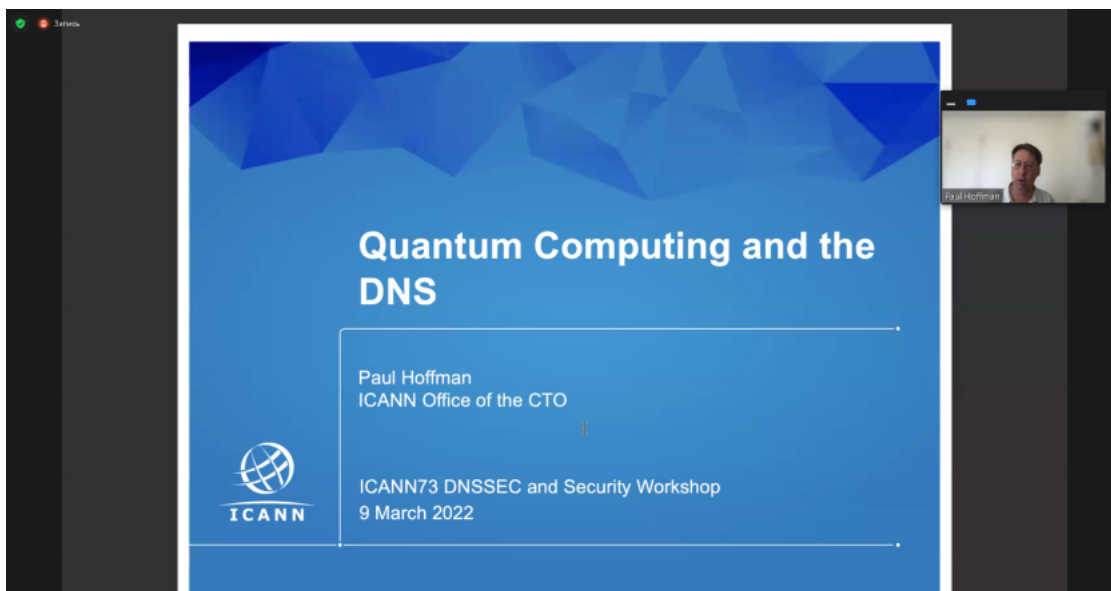 Запись
Quantum Computing and the
DNS
Paul Hoffman
Paul Hoffman
ICANN Office of the CTO
ICANN73 DNSSEC and Security Workshop
9 March 2022
ICANN